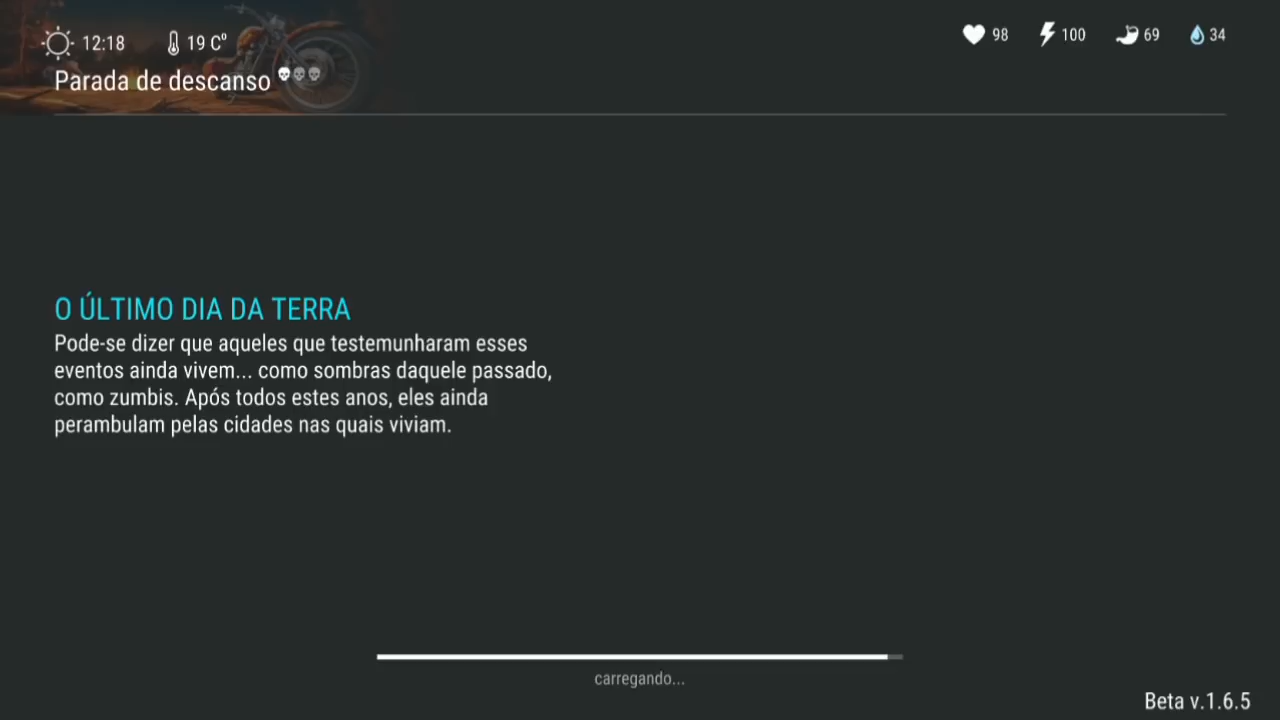 12:18
19 Cº
98
100
69
34
Parada de descanso
O ÚLTIMO DIA DA TERRA
Pode-se dizer que aqueles que testemunharam esses
eventos ainda vivem... como sombras daquele passado,
como zumbis. Após todos estes anos, eles ainda
perambulam pelas cidades nas quais viviam.
carregando...
Beta v.1.6.5